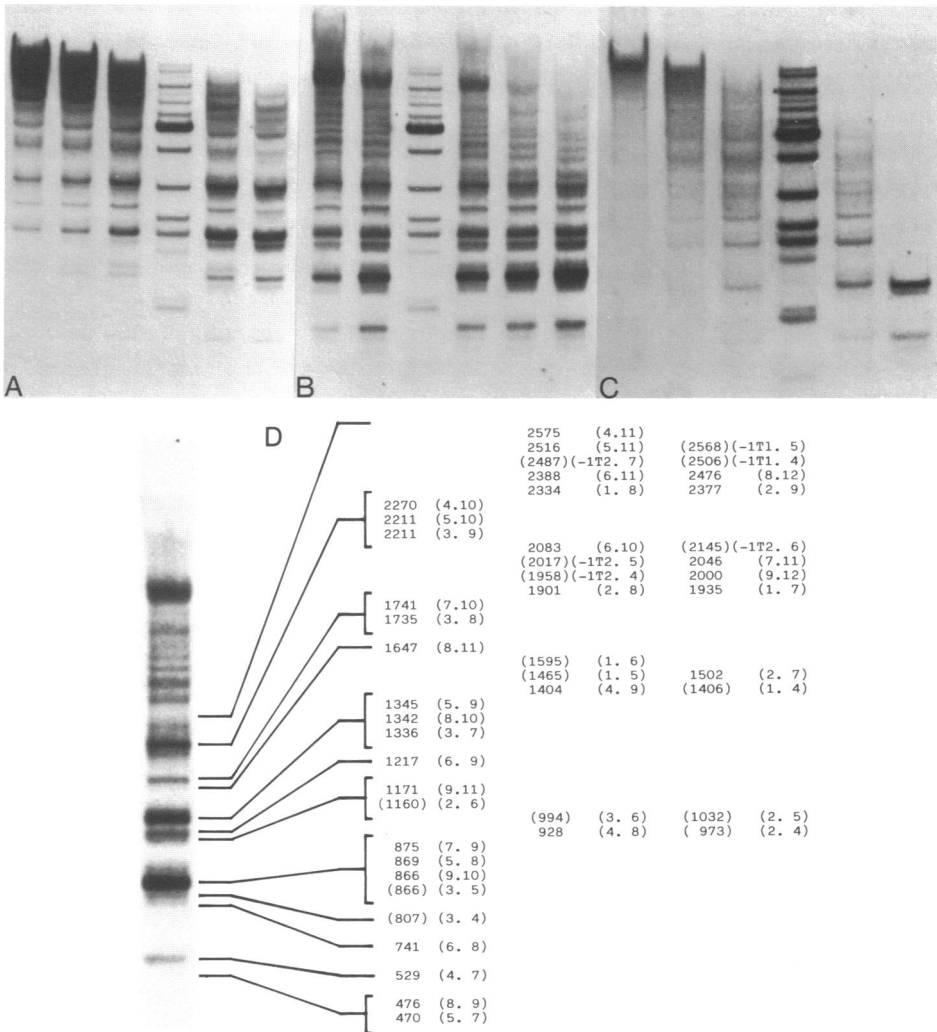 A
B
C
D
2575 (4.11)
2516 (5.11) (2568)(-1T1. 5)
(2487)(-1T2. 7) (2506)(-1T1. 4)
2388 (6.11) 2476 (8.12)
2334 (1. 8) 2377 (2. 9)
2270 (4.10)
2211 (5.10)
2211 (3. 9)
2083 (6.10) (2145)(-1T2. 6)
(2017)(-1T2. 5) 2046 (7.11)
(1958)(-1T2. 4) 2000 (9.12)
1901 (2. 8) 1935 (1. 7)
1741 (7.10)
1735 (3. 8)
1647 (8.11)
(1595) (1. 6)
(1465) (1. 5) 1502 (2. 7)
1404 (4. 9) (1406) (1. 4)
1345 (5. 9)
1342 (8.10)
1336 (3. 7)
1217 (6. 9)
1171 (9.11)
(1160) (2. 6)
(994) (3. 6) (1032) (2. 5)
928 (4. 8) ( 973) (2. 4)
875 (7. 9)
869 (5. 8)
866 (9.10)
(866) (3. 5)
(807) (3. 4)
741 (6. 8)
529 (4. 7)
476 (8. 9)
470 (5. 7)